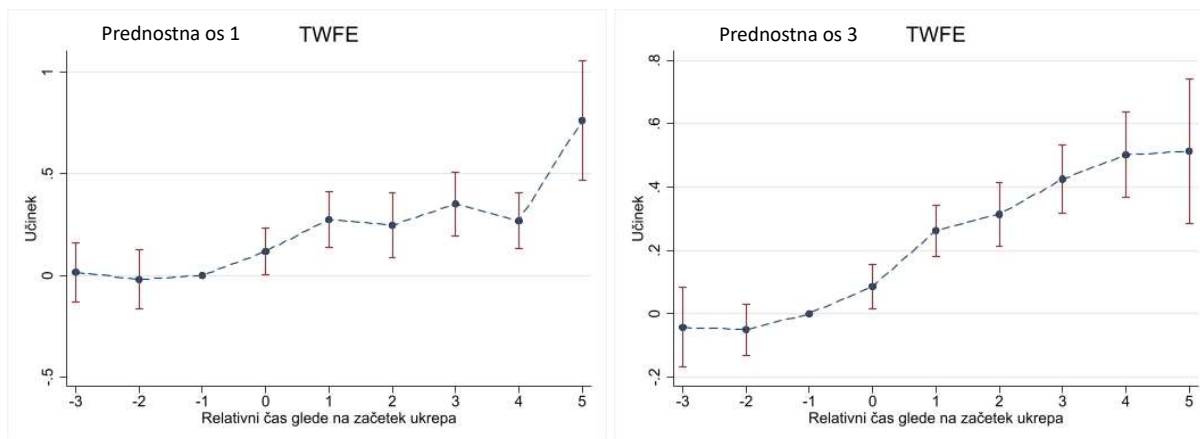 Prednostna os 1 TWFE
1
.5
0
-.5
Učinek
-3 -2 -1 0 1 2 3 4 5
Relativni čas glede na začetek ukrepa
Prednostna os 3 TWFE
.8
.6
.4
.2
0
-.2
Učinek
-3 -2 -1 0 1 2 3 4 5
Relativni čas glede na začetek ukrepa